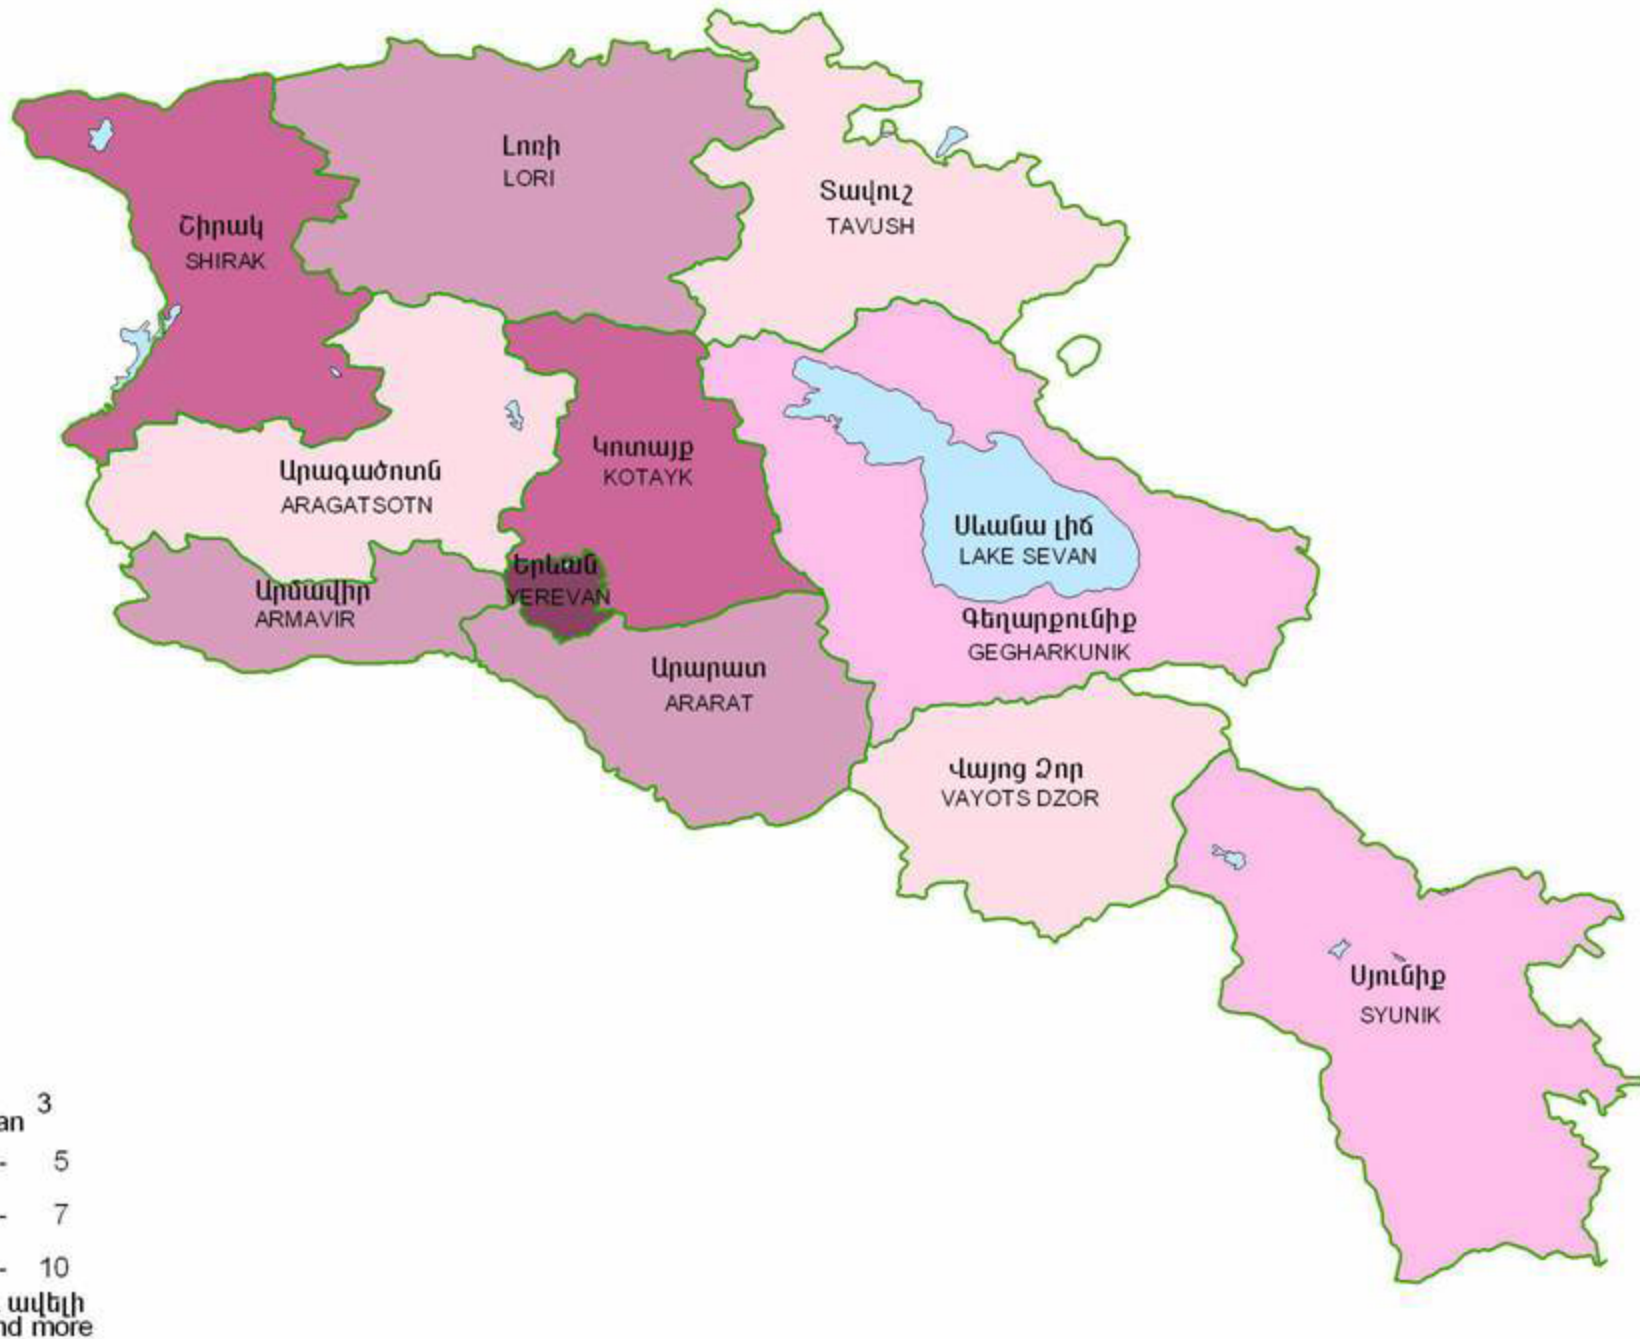 Լոռի
LORI
Տավուշ
TAVUSH
Շիրակ
SHIRAK
Կոտայք
KOTAYK
Արագածոտն
ARAGATSOTN
Սևանա լիճ
LAKE SEVAN
Երևան
YEREVAN
Արմավիր
ARMAVIR
Գեղարքունիք
GEGHARKUNIK
Արարատ
ARARAT
Վայոց Ձոր
VAYOTS DZOR
Սյունիք
SYUNIK
3
- 5
- 7
- 10
ավելի
more